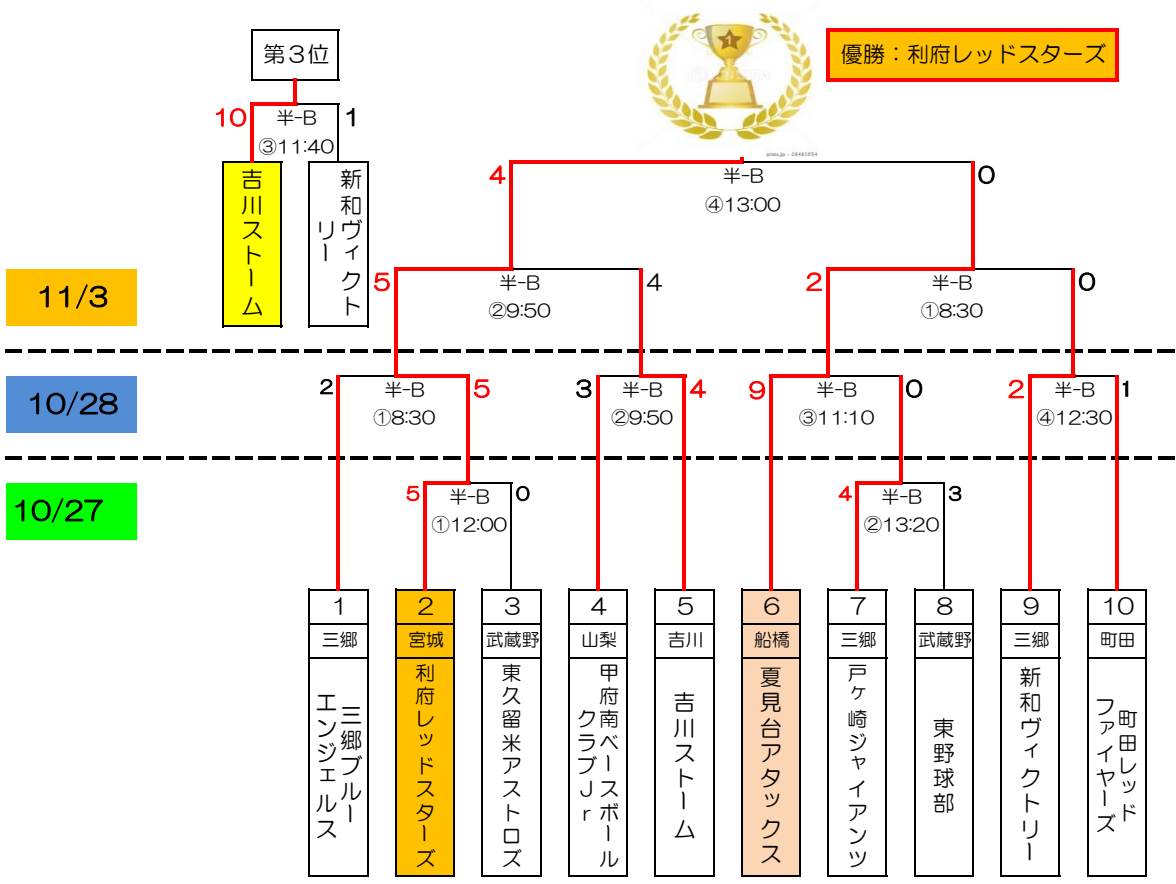 第3位
優勝：利府レッドスターズ
10
半-B
1
③11:40
吉川ストーム
新和ヴィクト
リー
4
半-B
0
④13:00
11/3
5
半-B
4
②9:50
2
半-B
0
①8:30
10/28
2
半-B
5
①8:30
3
半-B
4
②9:50
9
半-B
0
③11:10
2
半-B
1
④12:30
10/27
5
半-B
0
①12:00
4
半-B
3
②13:20
1
三郷
三郷ブルー
エンジェルス
2
宮城
利府レッドスターズ
3
武蔵野
東久留米アストロズ
4
山梨
甲府南ベースボール
クラブJr
5
吉川
吉川ストーム
6
船橋
夏見台アタックス
7
三郷
戸ヶ崎ジャイアンツ
8
武蔵野
東野球部
9
三郷
新和ヴィクトリー
10
町田
町田レッド
ファイヤーズ